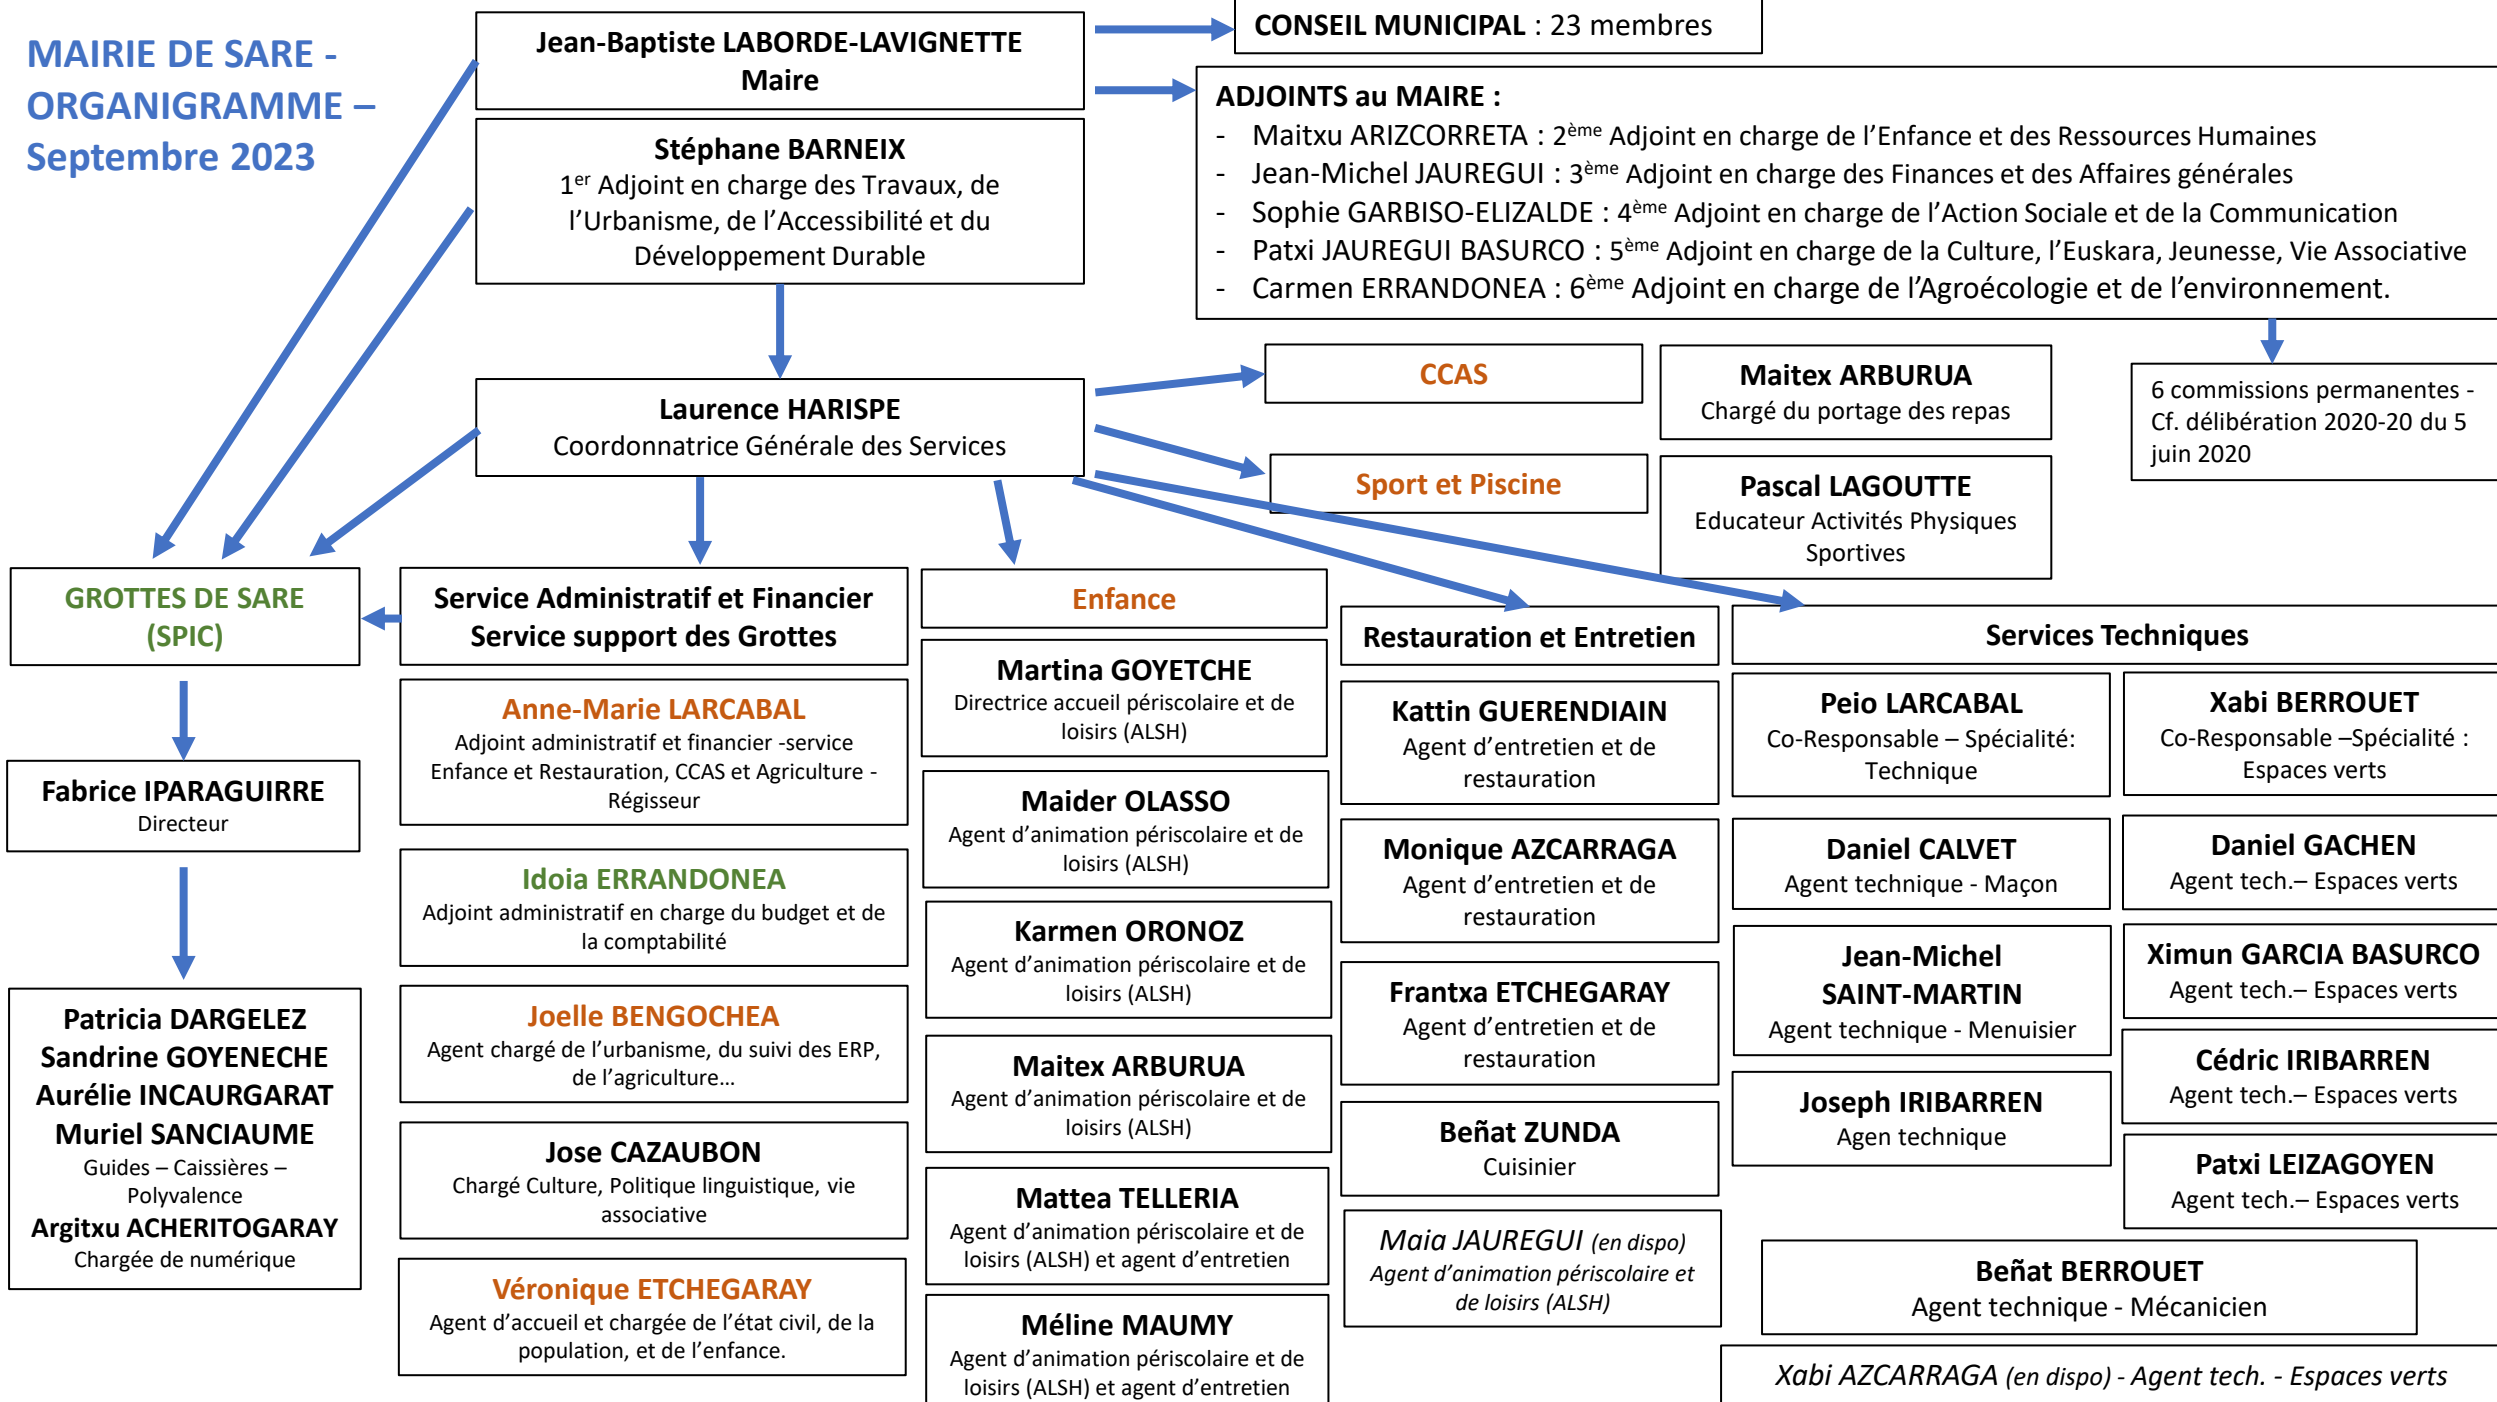 MAIRIE DE SARE -
ORGANIGRAMME –
Septembre 2023
Jean-Baptiste LABORDE-LAVIGNETTE
Maire
Stéphane BARNEIX
1er Adjoint en charge des Travaux, de
l’Urbanisme, de l’Accessibilité et du
Développement Durable
CONSEIL MUNICIPAL : 23 membres
ADJOINTS au MAIRE :
- Maitxu ARIZCORRETA : 2ème Adjoint en charge de l’Enfance et des Ressources Humaines
- Jean-Michel JAUREGUI : 3ème Adjoint en charge des Finances et des Affaires générales
- Sophie GARBISO-ELIZALDE : 4ème Adjoint en charge de l’Action Sociale et de la Communication
- Patxi JAUREGUI BASURCO : 5ème Adjoint en charge de la Culture, l’Euskara, Jeunesse, Vie Associative
- Carmen ERRANDONEA : 6ème Adjoint en charge de l’Agroécologie et de l’environnement.
6 commissions permanentes -
Cf. délibération 2020-20 du 5
juin 2020
Laurence HARISPE
Coordonnatrice Générale des Services
CCAS
Maitex ARBURUA
Chargé du portage des repas
Sport et Piscine
Pascal LAGOUTTE
Educateur Activités Physiques
Sportives
GROTTES DE SARE
(SPIC)
Fabrice IPARAGUIRRE
Directeur
Patricia DARGELEZ
Sandrine GOYENECHE
Aurélie INCAURGARAT
Muriel SANCIAUME
Guides – Caissières –
Polyvalence
Argitxu ACHERITOGARAY
Chargée de numérique
Service Administratif et Financier
Service support des Grottes
Anne-Marie LARCABAL
Adjoint administratif et financier -service
Enfance et Restauration, CCAS et Agriculture -
Régisseur
Idoia ERRANDONEA
Adjoint administratif en charge du budget et de
la comptabilité
Joelle BENGOCHEA
Agent chargé de l’urbanisme, du suivi des ERP,
de l’agriculture…
Jose CAZAUBON
Chargé Culture, Politique linguistique, vie
associative
Véronique ETCHEGARAY
Agent d’accueil et chargée de l’état civil, de la
population, et de l’enfance.
Enfance
Martina GOYETCHE
Directrice accueil périscolaire et de
loisirs (ALSH)
Maider OLASSO
Agent d’animation périscolaire et de
loisirs (ALSH)
Karmen ORONOZ
Agent d’animation périscolaire et de
loisirs (ALSH)
Maitex ARBURUA
Agent d’animation périscolaire et de
loisirs (ALSH)
Mattea TELLERIA
Agent d’animation périscolaire et de
loisirs (ALSH) et agent d’entretien
Méline MAUMY
Agent d’animation périscolaire et de
loisirs (ALSH) et agent d’entretien
Restauration et Entretien
Kattin GUERENDIAIN
Agent d’entretien et de
restauration
Monique AZCARRAGA
Agent d’entretien et de
restauration
Frantxa ETCHEGARAY
Agent d’entretien et de
restauration
Beñat ZUNDA
Cuisinier
Maia JAUREGUI (en dispo)
Agent d’animation périscolaire et
de loisirs (ALSH)
Services Techniques
Peio LARCABAL
Co-Responsable – Spécialité:
Technique
Daniel CALVET
Agent technique - Maçon
Jean-Michel
SAINT-MARTIN
Agent technique - Menuisier
Joseph IRIBARREN
Agen technique
Xabi BERROUET
Co-Responsable –Spécialité :
Espaces verts
Daniel GACHEN
Agent tech.– Espaces verts
Ximun GARCIA BASURCO
Agent tech.– Espaces verts
Cédric IRIBARREN
Agent tech.– Espaces verts
Patxi LEIZAGOYEN
Agent tech.– Espaces verts
Beñat BERROUET
Agent technique - Mécanicien
Xabi AZCARRAGA (en dispo) - Agent tech. - Espaces verts